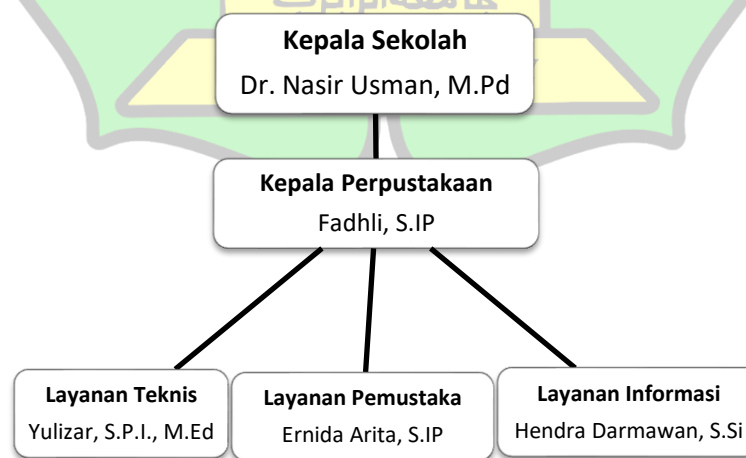 Kepala Sekolah
Dr. Nasir Usman, M.Pd
Kepala Perpustakaan
Fadhli, S.IP
Layanan Teknis
Yulizar, S.P.I., M.Ed
Layanan Pemustaka
Ernida Arita, S.IP
Layanan Informasi
Hendra Darmawan, S.Si